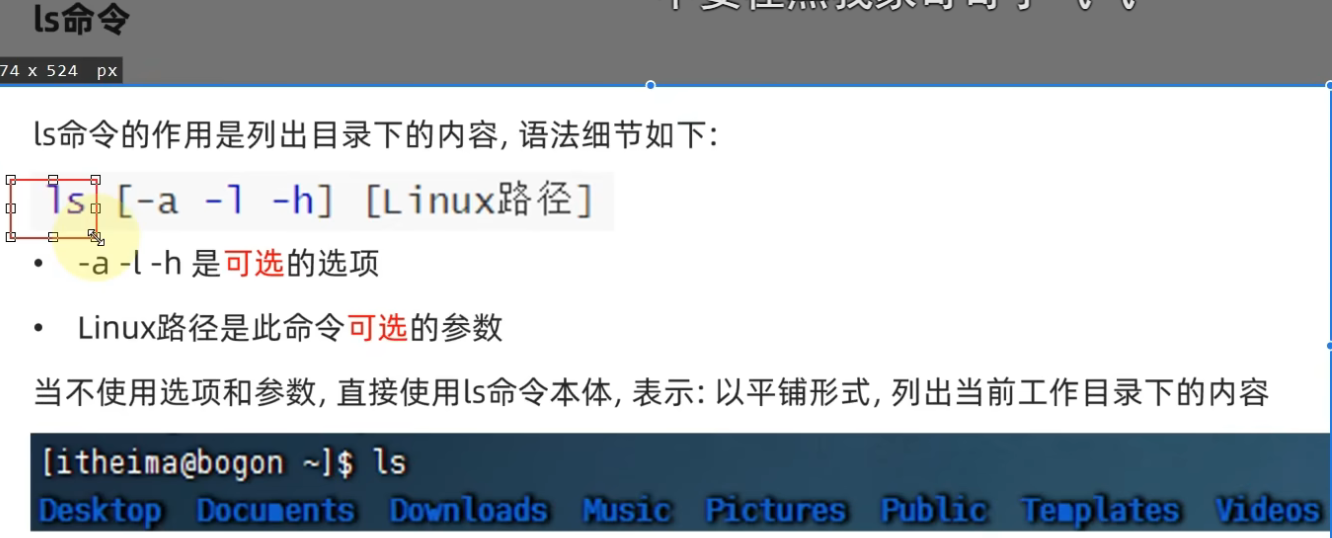 ls命令
74 x 524 px
ls命令的作用是列出目录下的内容, 语法细节如下:
ls [-a -l -h] [Linux路径]
• -a -l -h 是可选的选项
• Linux路径是此命令可选的参数
当不使用选项和参数, 直接使用ls命令本体, 表示: 以平铺形式, 列出当前工作目录下的内容
[itheima@bogon ~]$ ls
Desktop Documents Downloads Music Pictures Public Templates Videos